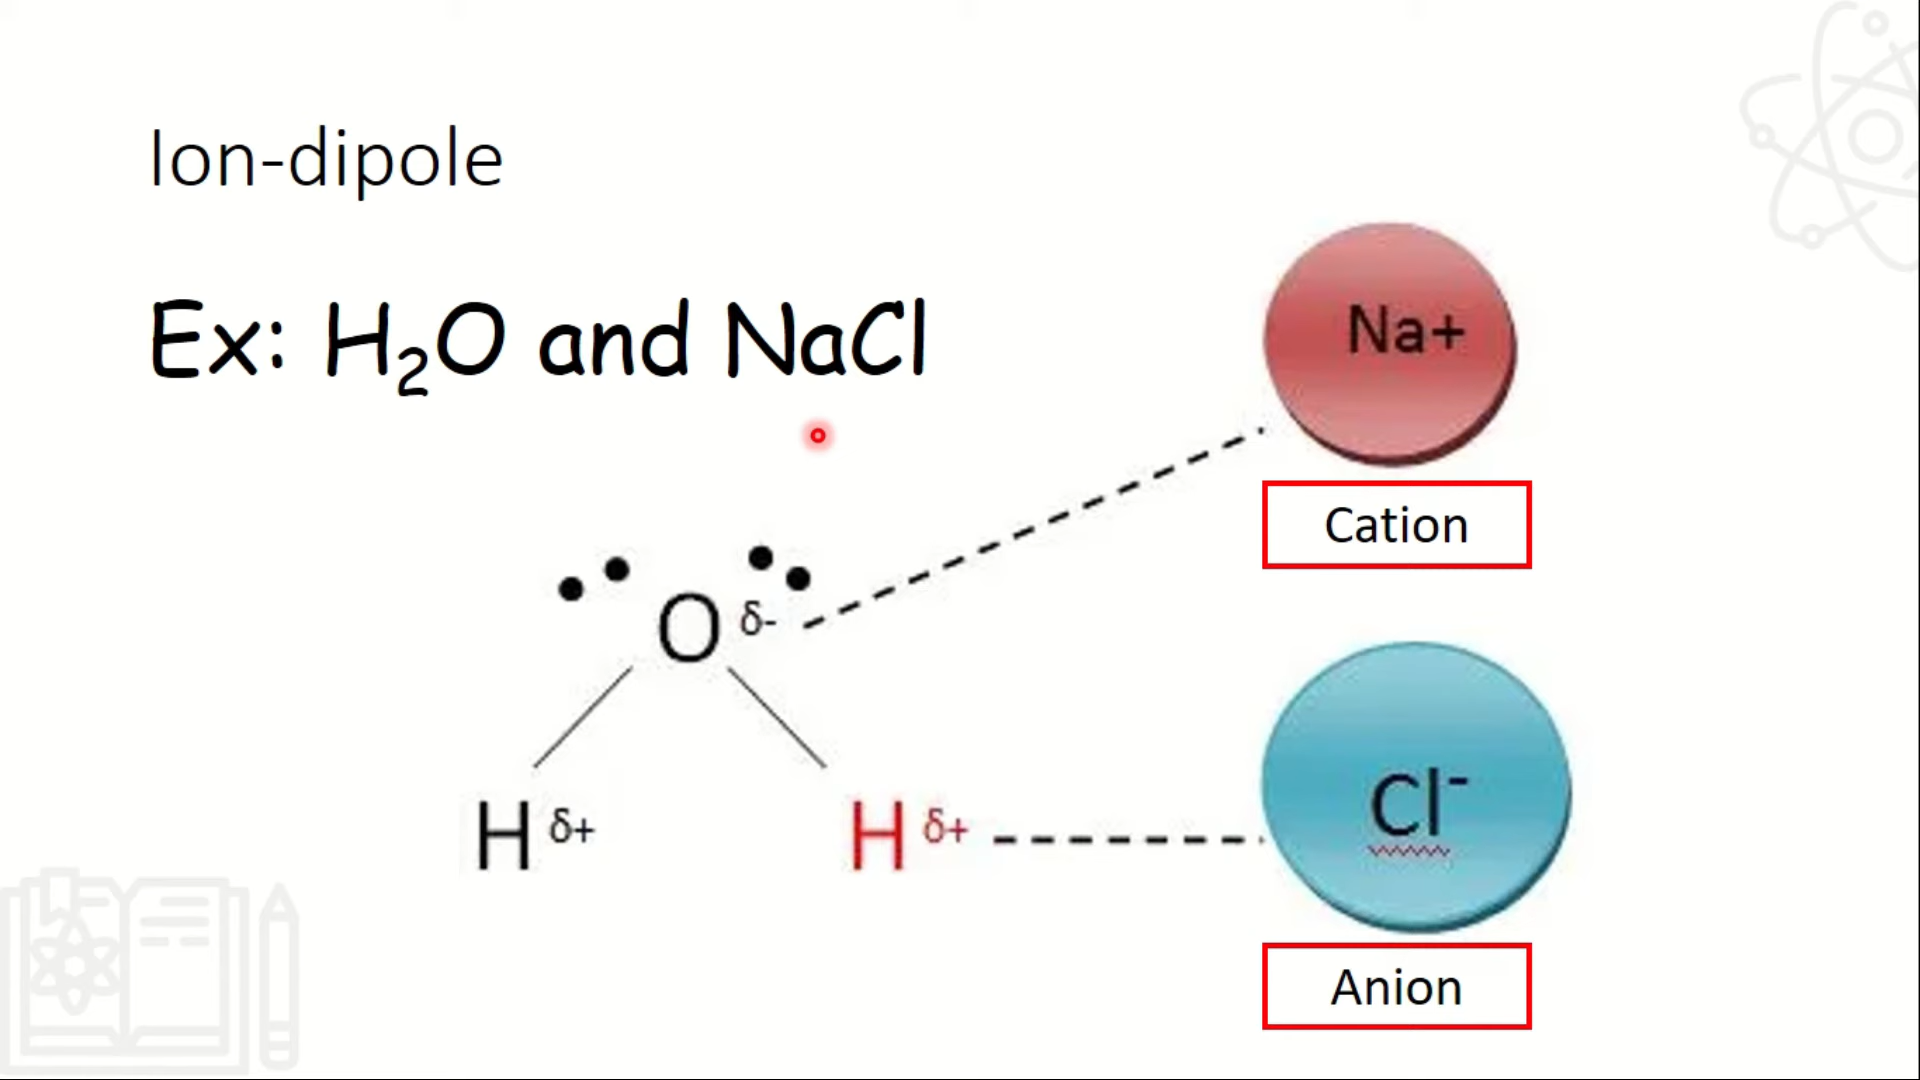 Ion-dipole
Ex: H₂O and NaCl
Na+
Cation
O δ-
H δ+
H δ+
Cl⁻
Anion